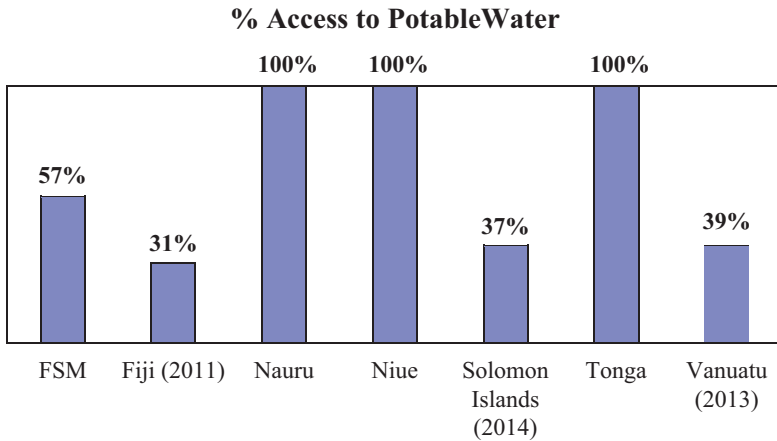 % Access to PotableWater
100% 100% 100%
57%
31%
37%
39%
FSM Fiji (2011) Nauru Niue Solomon Islands (2014) Tonga Vanuatu (2013)